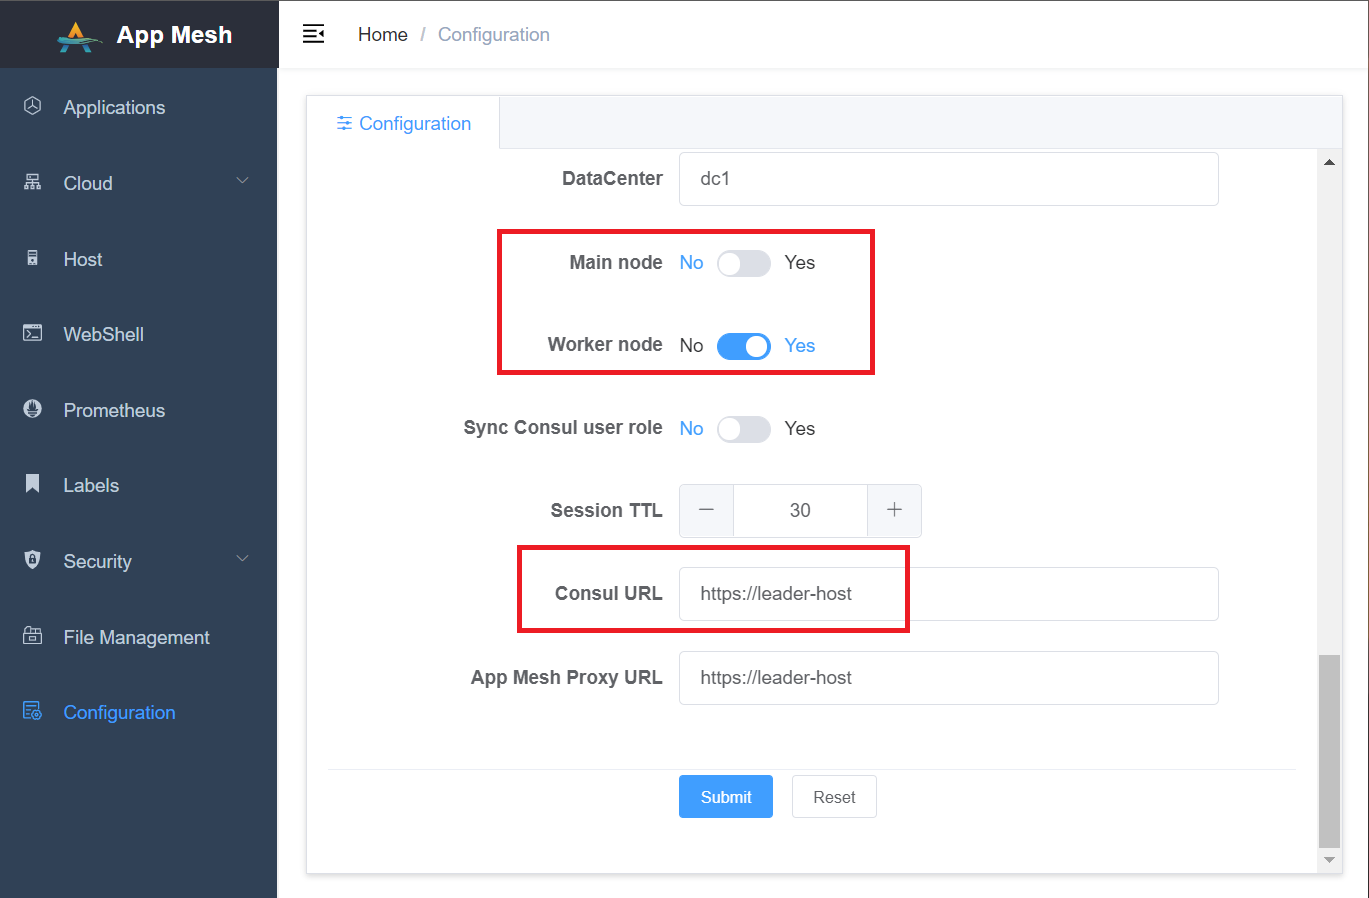 App Mesh
Home / Configuration
Applications
Cloud
Host
WebShell
Prometheus
Labels
Security
File Management
Configuration
Configuration
DataCenter dc1
Main node No Yes
Worker node No Yes
Sync Consul user role No Yes
Session TTL − 30 +
Consul URL https://leader-host
App Mesh Proxy URL https://leader-host
Submit Reset